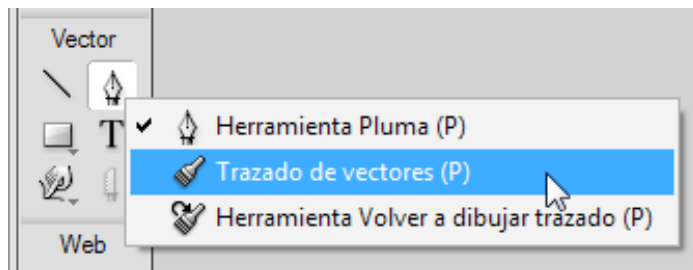 Vector
T
Herramienta Pluma (P)
Trazado de vectores (P)
Herramienta Volver a dibujar trazado (P)
Web